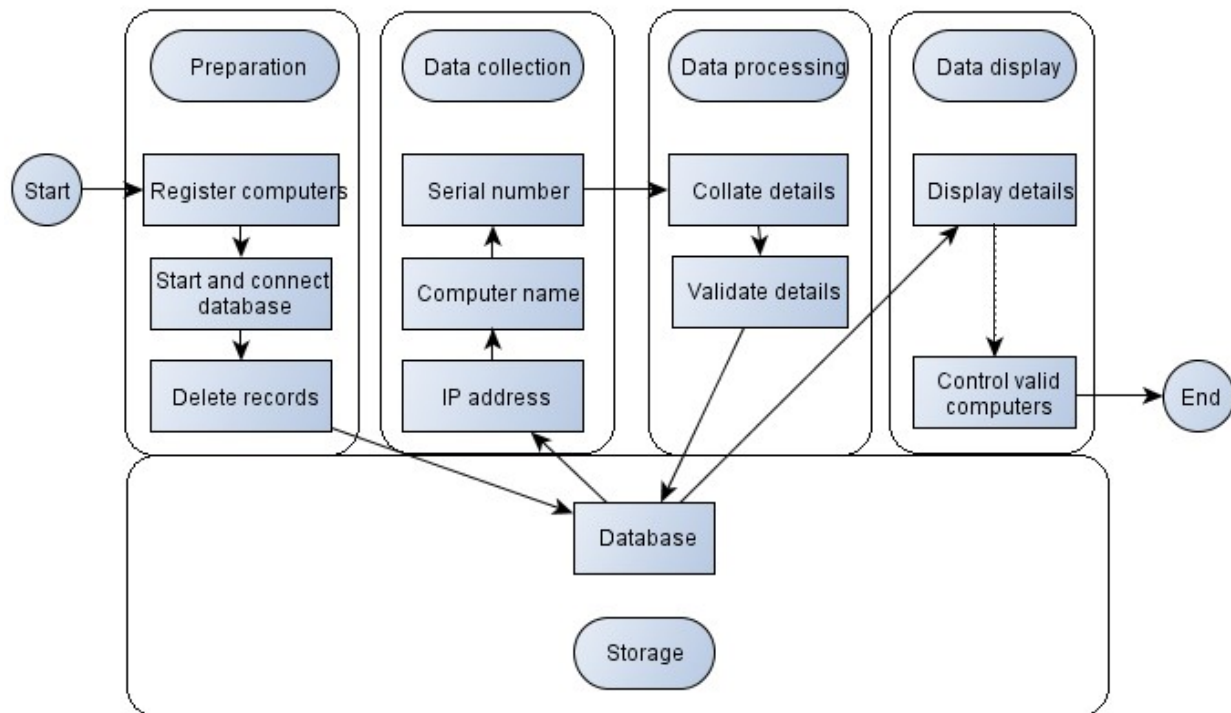 Preparation
Data collection
Data processing
Data display
Start
Register computers
Serial number
Collate details
Display details
Start and connect
database
Computer name
Validate details
Delete records
IP address
Control valid
computers
End
Database
Storage